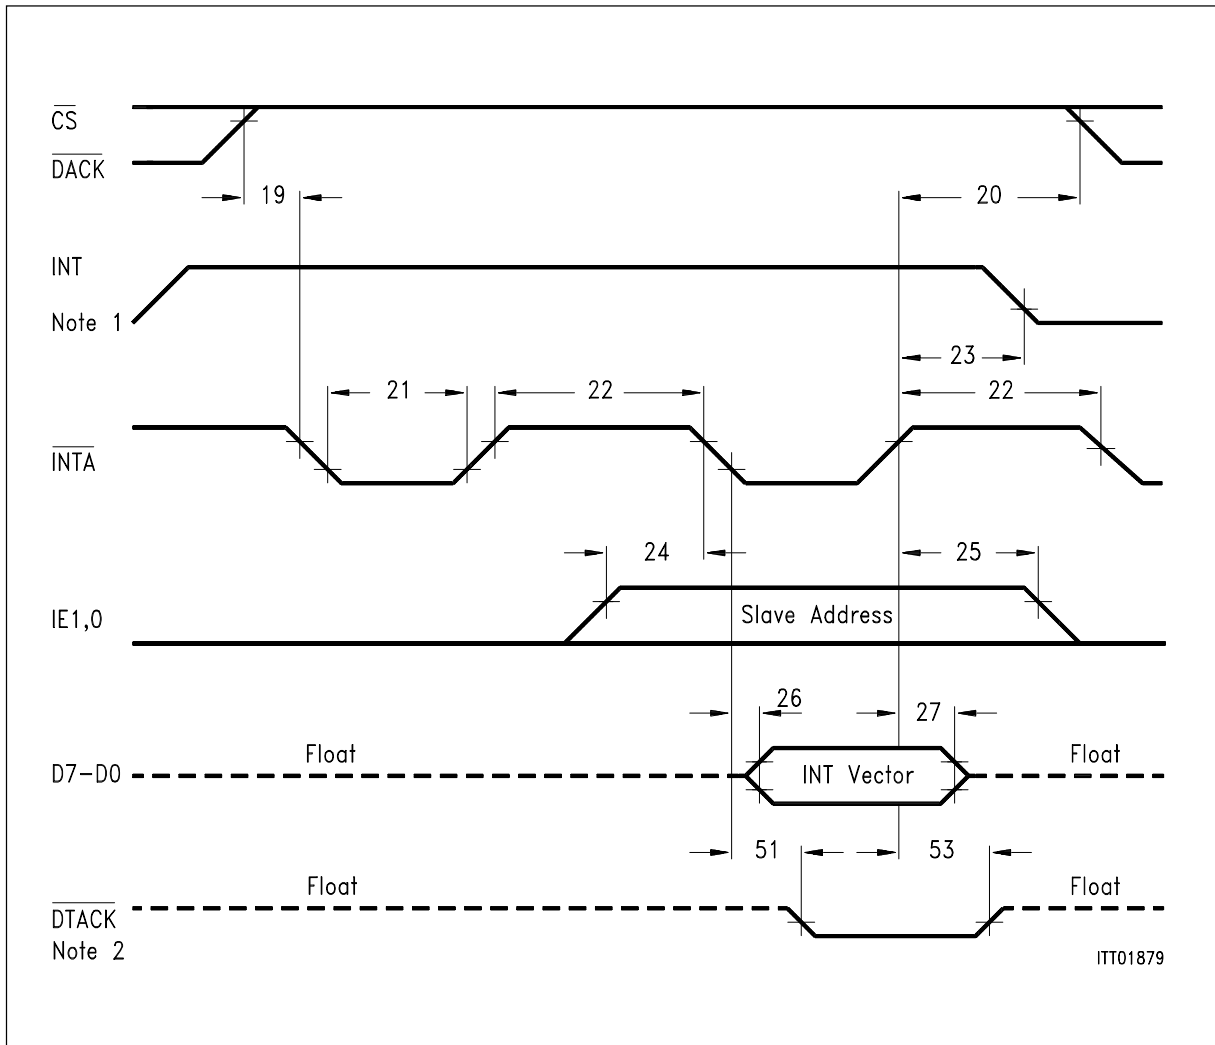 CS
DACK
19
20
INT
Note 1
23
21
22
22
INTA
24
25
IE1,0
Slave Address
26
27
Float
Float
D7-D0
INT Vector
51
53
Float
Float
DTACK
Note 2
ITT01879